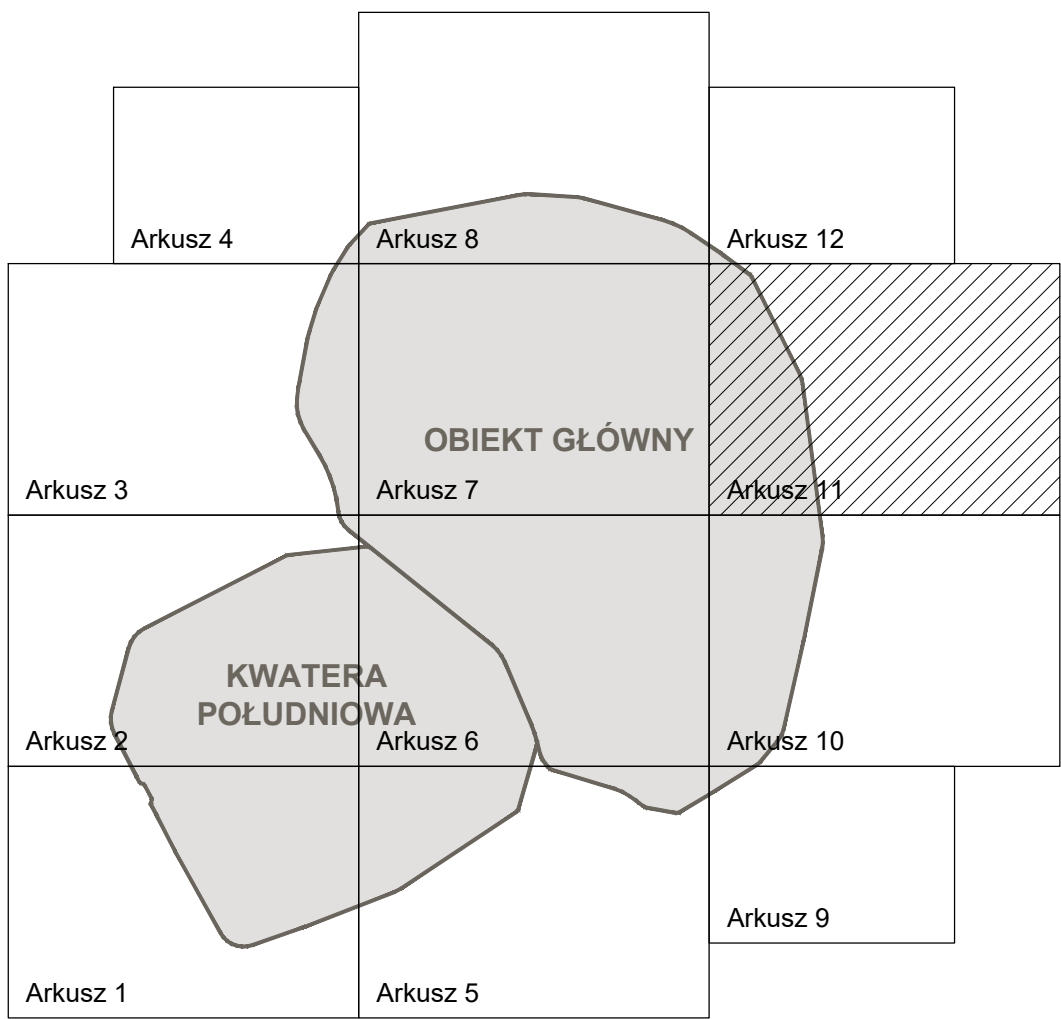 Arkusz 4
Arkusz 8
Arkusz 12
OBIEKT GŁÓWNY
Arkusz 3
Arkusz 7
Arkusz 11
KWATERA
POŁUDNIOWA
Arkusz 2
Arkusz 6
Arkusz 10
Arkusz 9
Arkusz 1
Arkusz 5